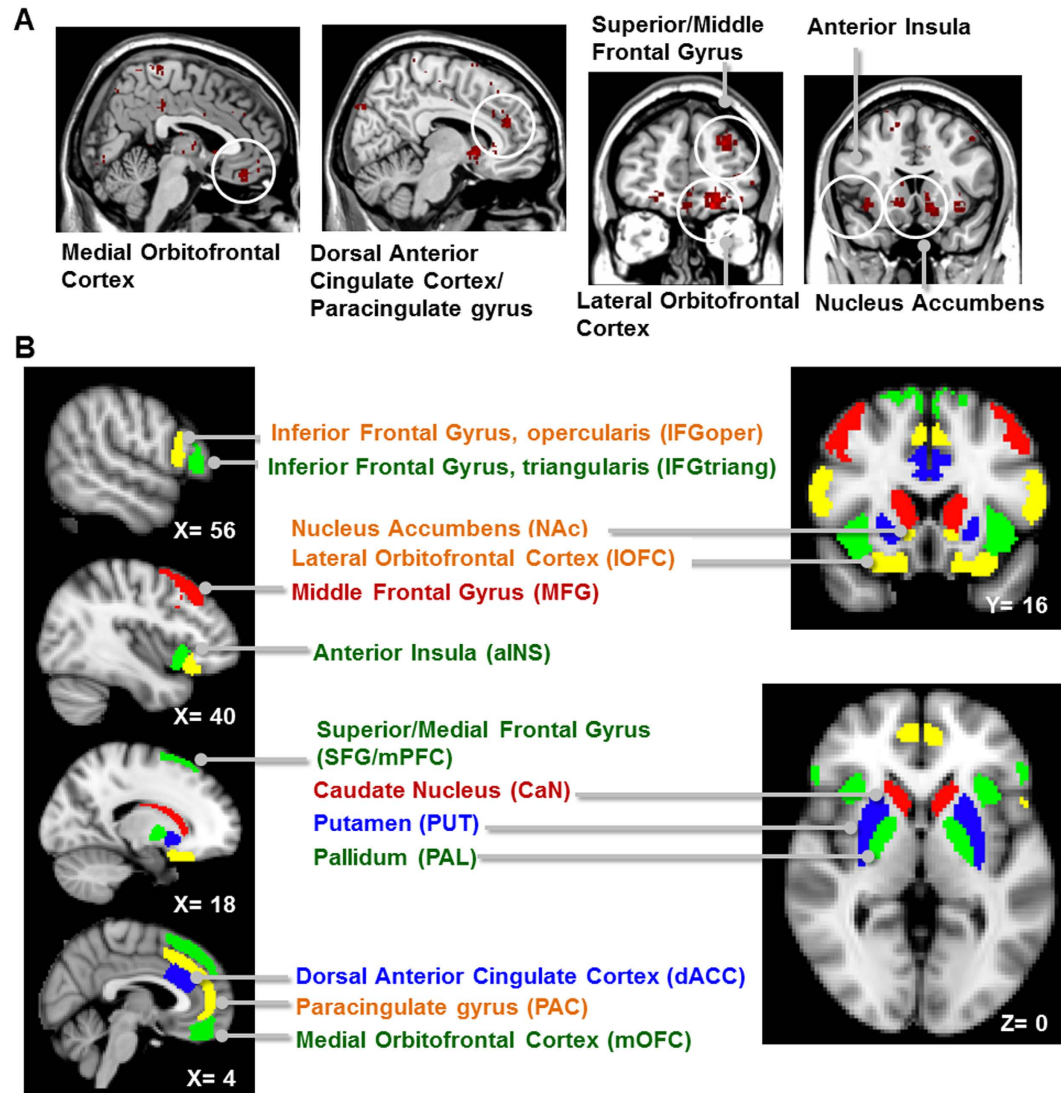 A
Superior/Middle
Frontal Gyrus
Anterior Insula
Medial Orbitofrontal
Cortex
Dorsal Anterior
Cingulate Cortex/
Paracingulate gyrus
Lateral Orbitofrontal
Cortex
Nucleus Accumbens
B
Inferior Frontal Gyrus, opercularis (IFGoper)
Inferior Frontal Gyrus, triangularis (IFGtriang)
X= 56
Nucleus Accumbens (NAc)
Lateral Orbitofrontal Cortex (lOFC)
Middle Frontal Gyrus (MFG)
Y= 16
Anterior Insula (aINS)
X= 40
Superior/Medial Frontal Gyrus
(SFG/mPFC)
Caudate Nucleus (CaN)
Putamen (PUT)
Pallidum (PAL)
X= 18
Dorsal Anterior Cingulate Cortex (dACC)
Paracingulate gyrus (PAC)
Medial Orbitofrontal Cortex (mOFC)
Z= 0
X= 4